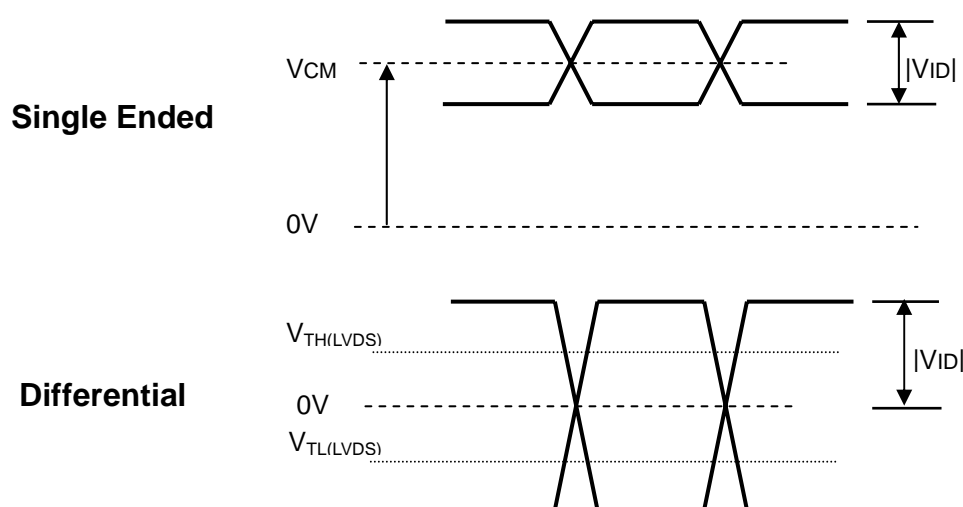 VCM
|VID|
Single Ended
0V
VTH(LVDS)
|VID|
Differential
0V
VTL(LVDS)